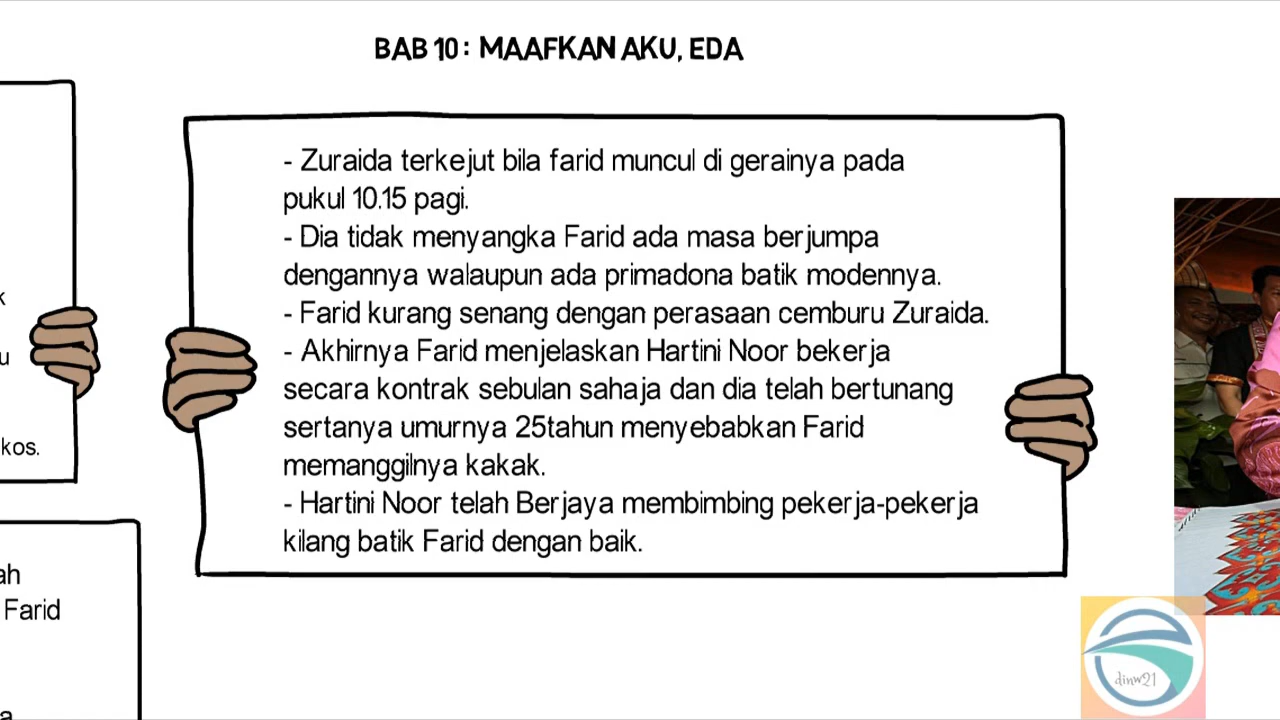 BAB 10 : MAAFKAN AKU, EDA
- Zuraida terkejut bila farid muncul di gerainya pada
pukul 10.15 pagi.
- Dia tidak menyangka Farid ada masa berjumpa
dengannya walaupun ada primadona batik modennya.
- Farid kurang senang dengan perasaan cemburu Zuraida.
- Akhirnya Farid menjelaskan Hartini Noor bekerja
secara kontrak sebulan sahaja dan dia telah bertunang
sertanya umurnya 25tahun menyebabkan Farid
memanggilnya kakak.
- Hartini Noor telah Berjaya membimbing pekerja-pekerja
kilang batik Farid dengan baik.
k
u
kos.
ah
Farid
a
dinw21